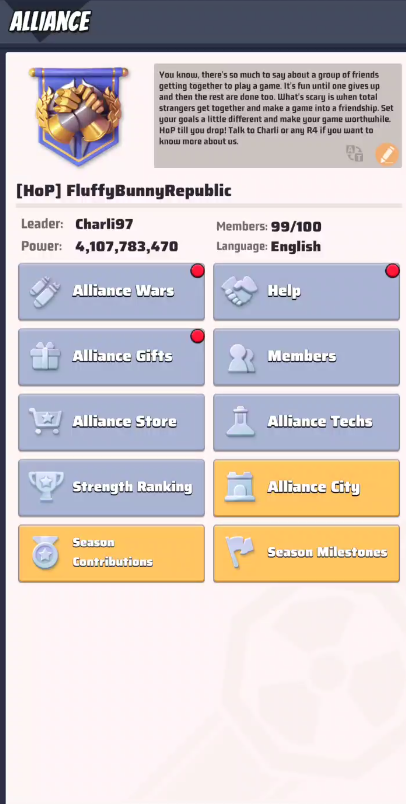 ALLIANCE
You know, there's so much to say about a group of friends
getting together to play a game. It's fun until one gives up
and then the rest are done too. What's scary is when total
strangers get together and make a game into a friendship. Set
your goals a little different and make your game worthwhile.
HoP till you drop! Talk to Charli or any R4 if you want to
know more about us.
[HoP] FluffyBunnyRepublic
Leader: Charli97
Members: 99/100
Power: 4,107,783,470
Language: English
Alliance Wars
Help
Alliance Gifts
Members
Alliance Store
Alliance Techs
Strength Ranking
Alliance City
Season
Contributions
Season Milestones